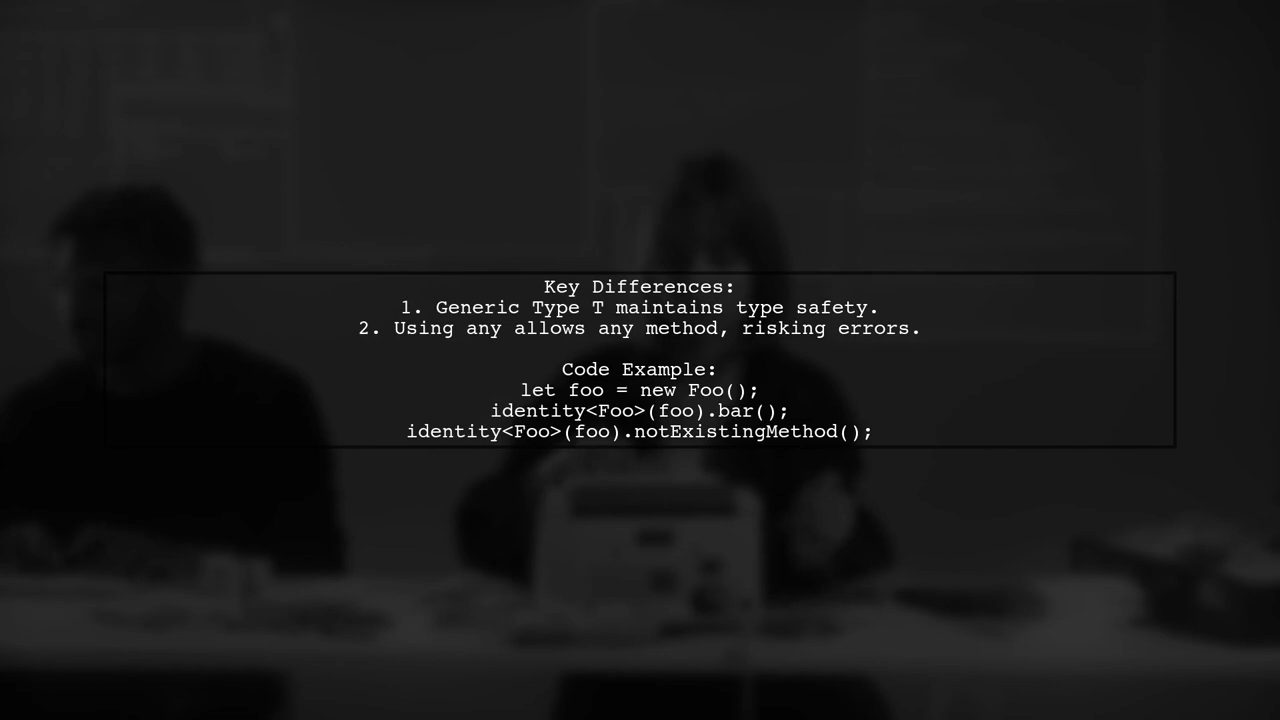 Key Differences:
1. Generic Type T maintains type safety.
2. Using any allows any method, risking errors.
Code Example:
let foo = new Foo();
identity<Foo>(foo).bar();
identity<Foo>(foo).notExistingMethod();